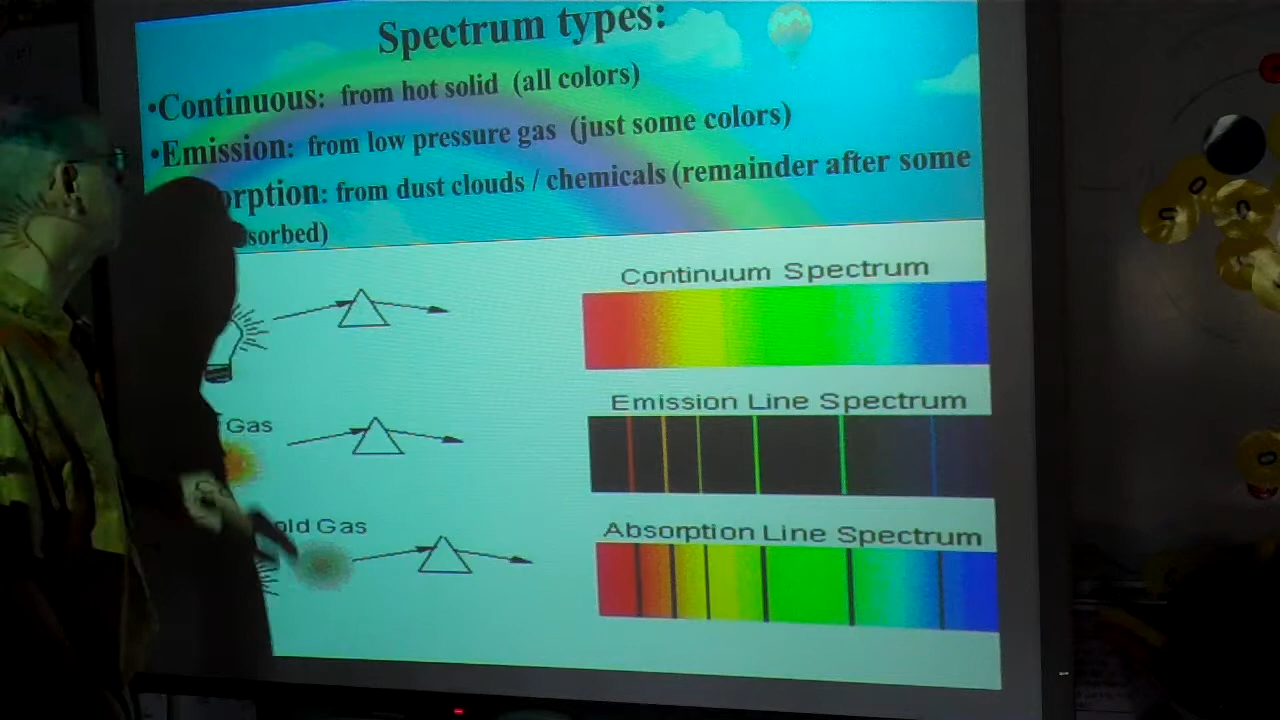 Spectrum types:
•Continuous: from hot solid (all colors)
•Emission: from low pressure gas (just some colors)
orption: from dust clouds / chemicals (remainder after some
sorbed)
Continuum Spectrum
Gas
Emission Line Spectrum
old Gas
Absorption Line Spectrum